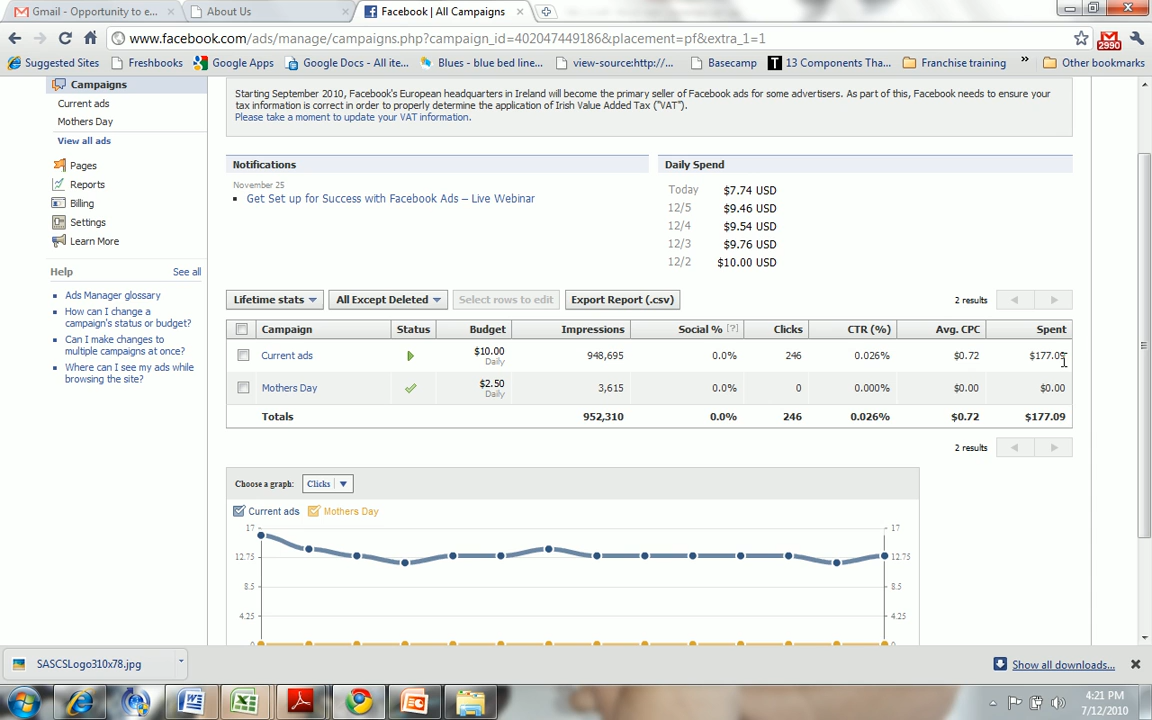 Gmail - Opportunity to e...
About Us
Facebook | All Campaigns
www.facebook.com/ads/manage/campaigns.php?campaign_id=402047449186&placement=pf&extra_1=1
2990
Suggested Sites
Freshbooks
Google Apps
Google Docs - All ite...
Blues - blue bed line...
view-source:http://...
Basecamp
T 13 Components Tha...
Franchise training
»
Other bookmarks
Campaigns
Current ads
Mothers Day
View all ads
Pages
Reports
Billing
Settings
Learn More
Help
See all
Ads Manager glossary
How can I change a
campaign's status or budget?
Can I make changes to
multiple campaigns at once?
Where can I see my ads while
browsing the site?
Starting September 2010, Facebook's European headquarters in Ireland will become the primary seller of Facebook ads for some advertisers. As part of this, Facebook needs to ensure your
tax information is correct in order to properly determine the application of Irish Value Added Tax ("VAT").
Please take a moment to update your VAT information.
Notifications
November 25
Get Set up for Success with Facebook Ads – Live Webinar
Daily Spend
Today $7.74 USD
12/5 $9.46 USD
12/4 $9.54 USD
12/3 $9.76 USD
12/2 $10.00 USD
Lifetime stats
All Except Deleted
Select rows to edit
Export Report (.csv)
2 results
Campaign Status Budget Impressions Social % [?] Clicks CTR (%) Avg. CPC Spent
Current ads $10.00 Daily 948,695 0.0% 246 0.026% $0.72 $177.09
Mothers Day $2.50 Daily 3,615 0.0% 0 0.000% $0.00 $0.00
Totals 952,310 0.0% 246 0.026% $0.72 $177.09
2 results
Choose a graph: Clicks
Current ads Mothers Day
17 17
12.75 12.75
8.5 8.5
4.25 4.25
SASCSLogo310x78.jpg
Show all downloads...
4:21 PM
7/12/2010